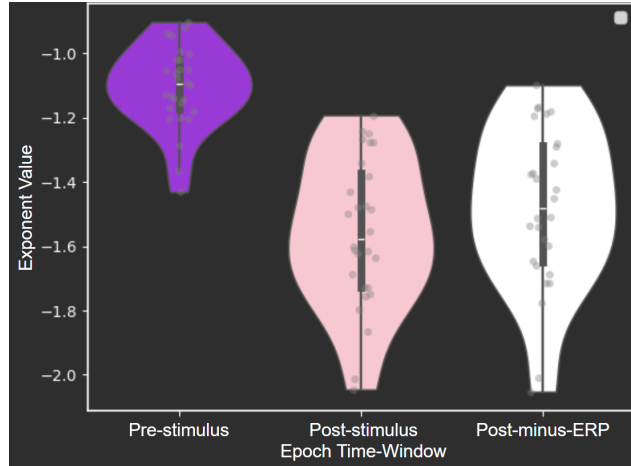 Exponent Value
−1.0
−1.2
−1.4
−1.6
−1.8
−2.0
Pre-stimulus Post-stimulus Post-minus-ERP
Epoch Time-Window